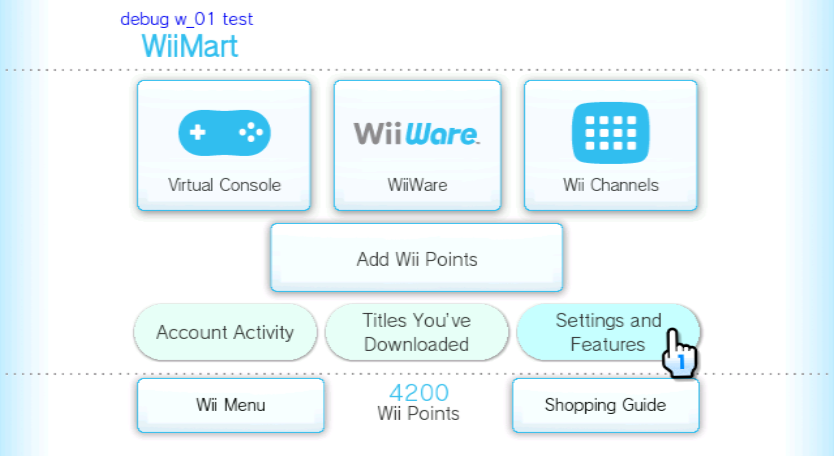 debug w_01 test
WiiMart
WiiWare
Virtual Console
WiiWare
Wii Channels
Add Wii Points
Account Activity
Titles You've
Downloaded
Settings and
Features
1
Wii Menu
4200
Wii Points
Shopping Guide